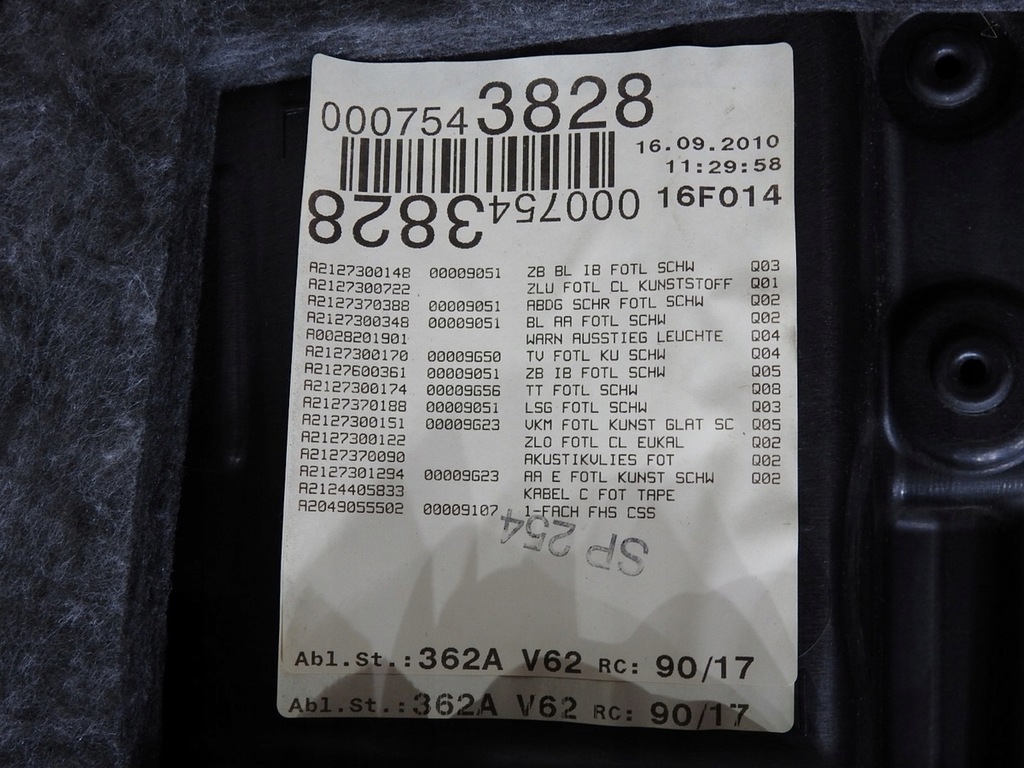 0007543828
16.09.2010
11:29:58
0007543828
16F014
A2127300148 00009051 ZB BL IB FOTL SCHW Q03
A2127300722 ZLU FOTL CL KUNSTSTOFF Q01
A2127370388 00009051 ABDG SCHR FOTL SCHW Q02
A2127300348 00009051 BL AA FOTL SCHW Q02
A0028201901 WARN AUSSTIEG LEUCHTE Q04
A2127300170 00009G50 TV FOTL KU SCHW Q04
A2127600361 00009051 ZB IB FOTL SCHW Q05
A2127300174 00009G56 TT FOTL SCHW Q08
A2127370188 00009051 LSG FOTL SCHW Q03
A2127300151 00009G23 VKM FOTL KUNST GLAT SC Q05
A2127300122 ZLO FOTL CL EUKAL Q02
A2127370090 AKUSTIKVLIES FOT Q02
A2127301294 00009G23 AA E FOTL KUNST SCHW Q02
A2124405833 KABEL C FOT TAPE
A2049055502 00009107 1-FACH FHS CSS
SP 254
Abl.St.:362A V62 RC: 90/17
Abl.St.:362A V62 RC: 90/17